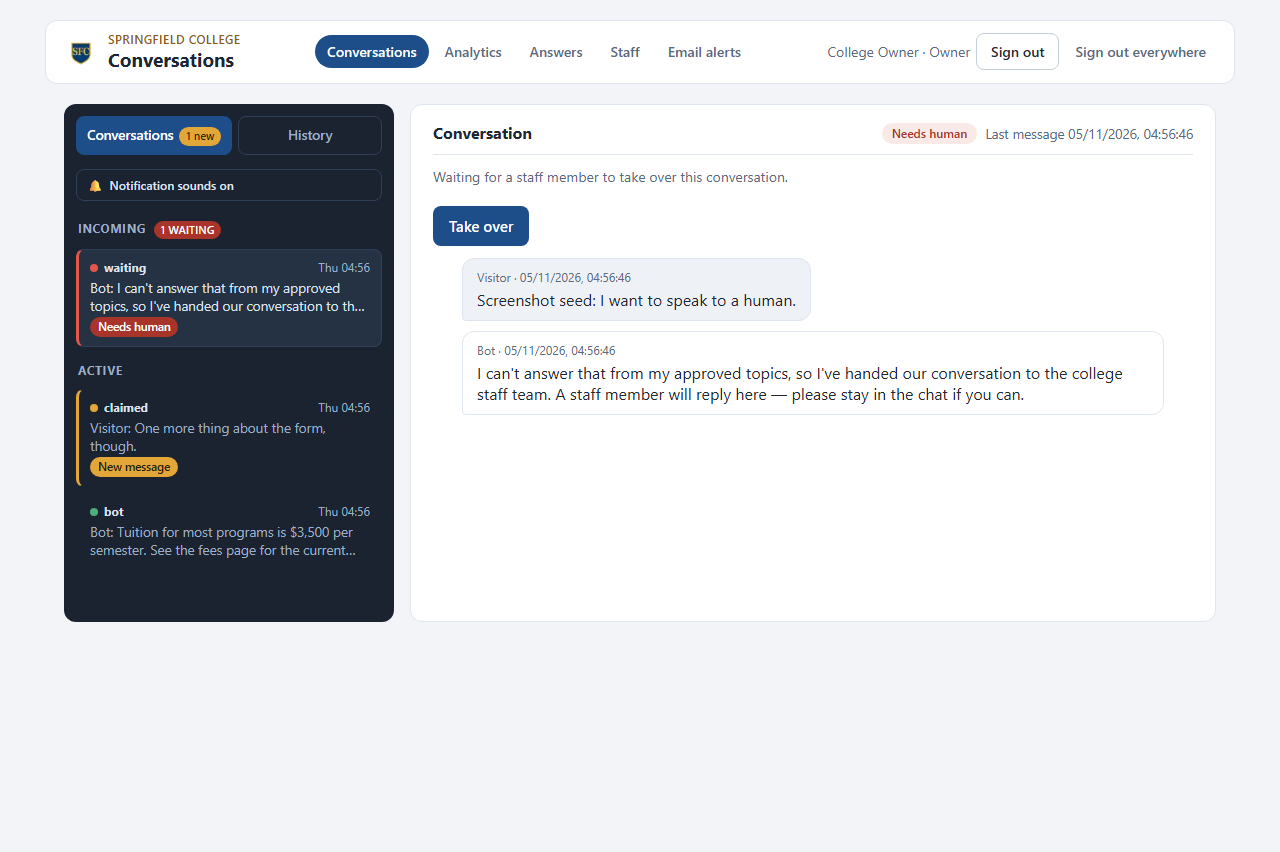 SFC
SPRINGFIELD COLLEGE
Conversations
Conversations
Analytics
Answers
Staff
Email alerts
College Owner · Owner
Sign out
Sign out everywhere
Conversations 1 new
History
Notification sounds on
INCOMING 1 WAITING
waiting Thu 04:56
Bot: I can't answer that from my approved
topics, so I've handed our conversation to th...
Needs human
ACTIVE
claimed Thu 04:56
Visitor: One more thing about the form,
though.
New message
bot Thu 04:56
Bot: Tuition for most programs is $3,500 per
semester. See the fees page for the current...
Conversation
Needs human
Last message 05/11/2026, 04:56:46
Waiting for a staff member to take over this conversation.
Take over
Visitor · 05/11/2026, 04:56:46
Screenshot seed: I want to speak to a human.
Bot · 05/11/2026, 04:56:46
I can't answer that from my approved topics, so I've handed our conversation to the college
staff team. A staff member will reply here — please stay in the chat if you can.